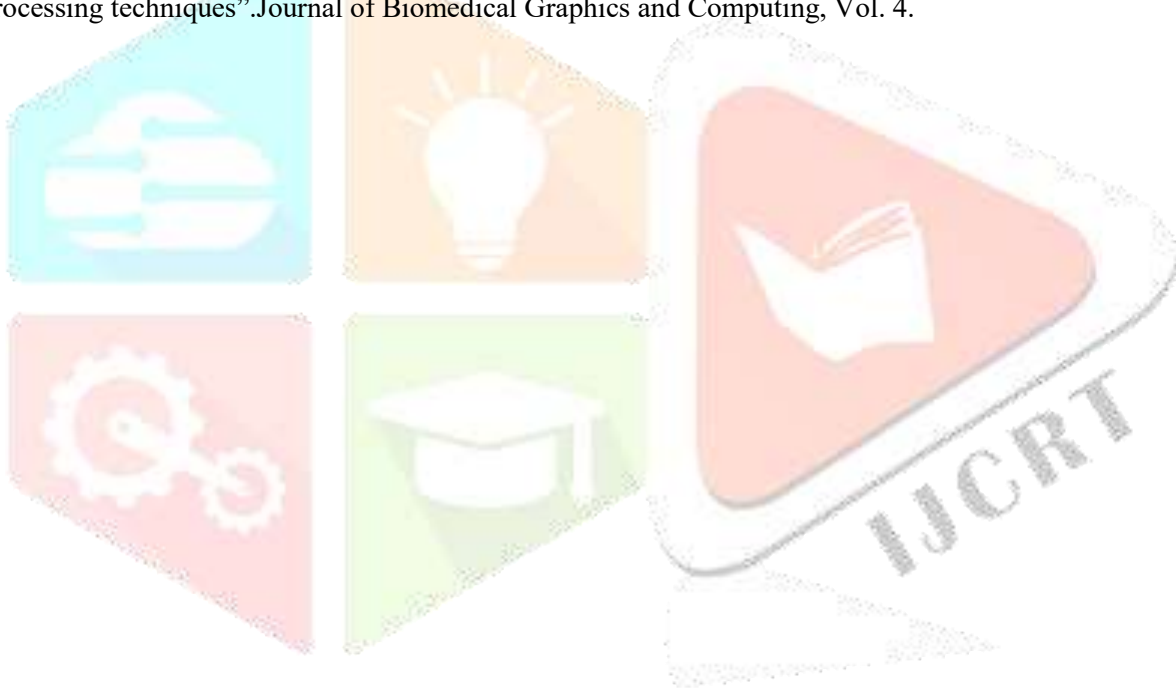 rocessing techniques”.Journal of Biomedical Graphics and Computing, Vol. 4.
IJCRT